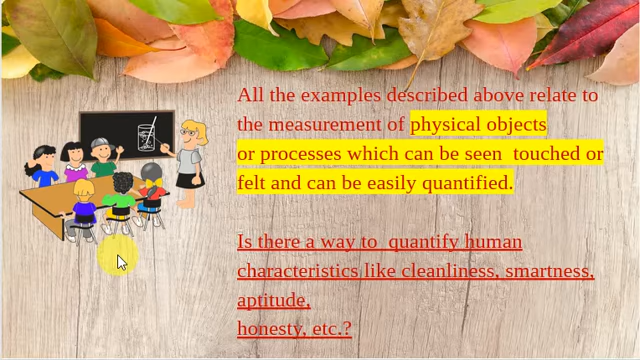 All the examples described above relate to
the measurement of physical objects
or processes which can be seen  touched or
felt and can be easily quantified.
Is there a way to  quantify human
characteristics like cleanliness, smartness,
aptitude,
honesty, etc.?